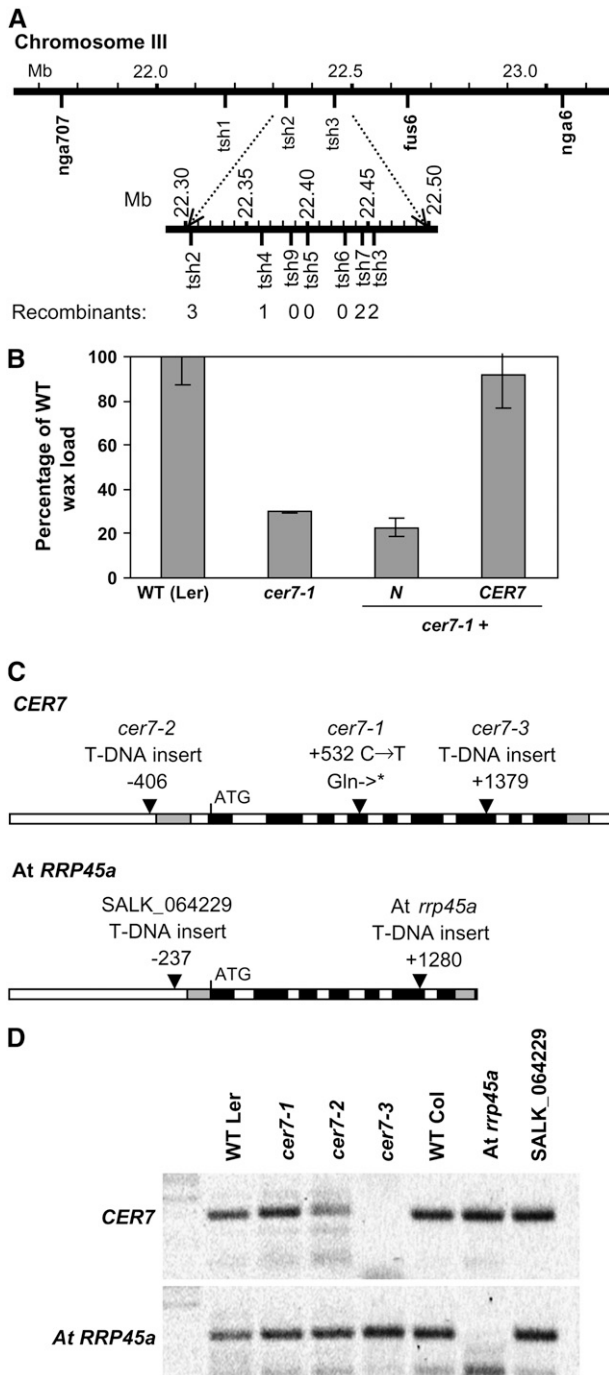 A
Chromosome III
Mb 22.0 22.5 23.0
nga707 tsh1 tsh2 tsh3 fus6 nga6
Mb 22.30 22.35 22.40 22.45 22.50
tsh2 tsh4 tsh9 tsh5 tsh6 tsh7 tsh3
Recombinants: 3 1 0 0 0 2 2
B
Percentage of WT
wax load
100
80
60
40
20
0
WT (Ler) cer7-1 N CER7
cer7-1 +
C
CER7
cer7-2 cer7-1 cer7-3
T-DNA insert +532 C→T T-DNA insert
-406 Gln->* +1379
ATG
At RRP45a
SALK_064229 At rrp45a
T-DNA insert T-DNA insert
-237 +1280
ATG
D
WT Ler cer7-1 cer7-2 cer7-3 WT Col At rrp45a SALK_064229
CER7
At RRP45a